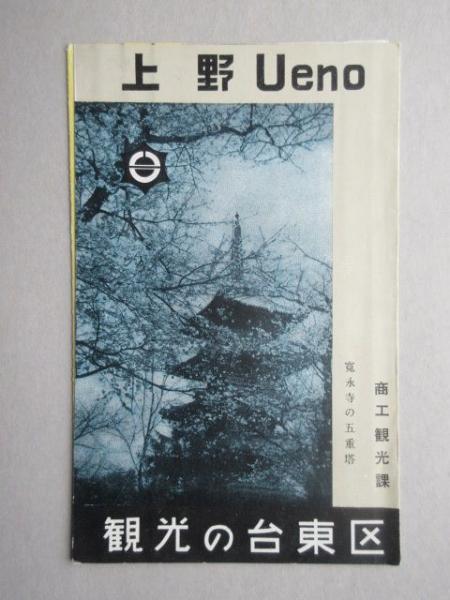 上野 Ueno
寛永寺の五重塔
商工観光課
観光の台東区